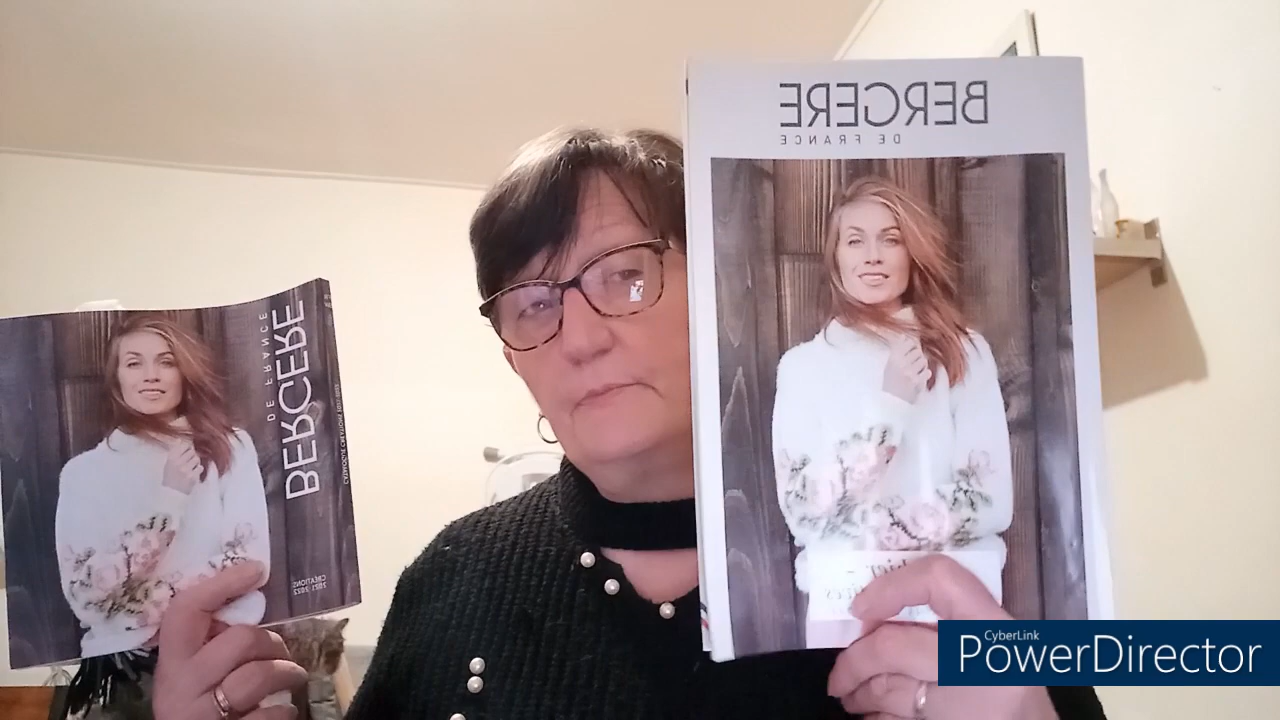 BERGERE
DE FRANCE
BERGERE
DE FRANCE
CRÉATIONS
2021-2022
CyberLink
PowerDirector